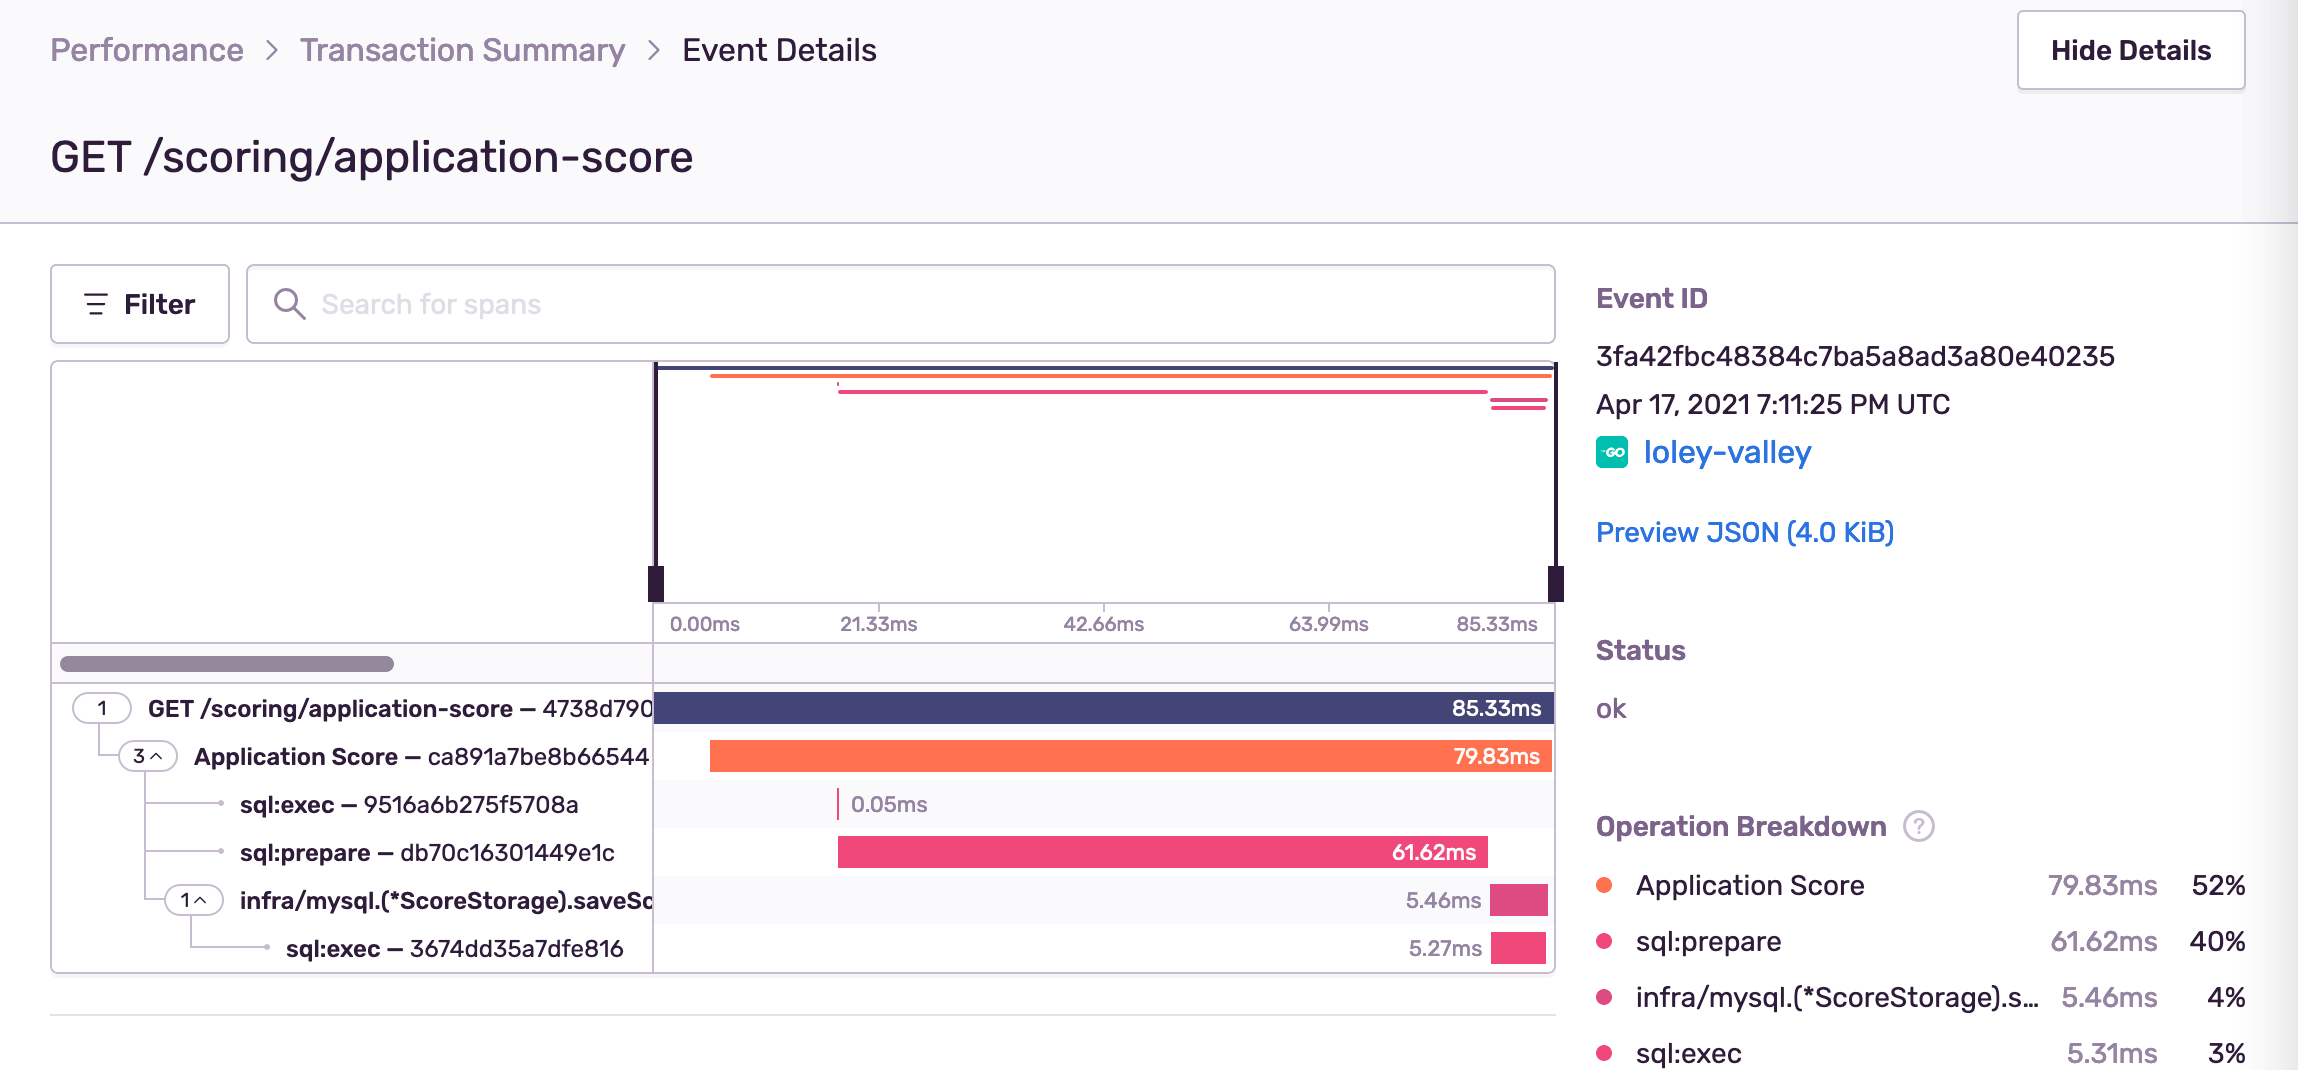 Performance > Transaction Summary > Event Details
Hide Details
GET /scoring/application-score
Filter
Search for spans
0.00ms 21.33ms 42.66ms 63.99ms 85.33ms
1 GET /scoring/application-score — 4738d790 85.33ms
3 Application Score — ca891a7be8b66544 79.83ms
sql:exec — 9516a6b275f5708a 0.05ms
sql:prepare — db70c16301449e1c 61.62ms
1 infra/mysql.(*ScoreStorage).saveSc 5.46ms
sql:exec — 3674dd35a7dfe816 5.27ms
Event ID
3fa42fbc48384c7ba5a8ad3a80e40235
Apr 17, 2021 7:11:25 PM UTC
GO loley-valley
Preview JSON (4.0 KiB)
Status
ok
Operation Breakdown ?
Application Score 79.83ms 52%
sql:prepare 61.62ms 40%
infra/mysql.(*ScoreStorage).s... 5.46ms 4%
sql:exec 5.31ms 3%